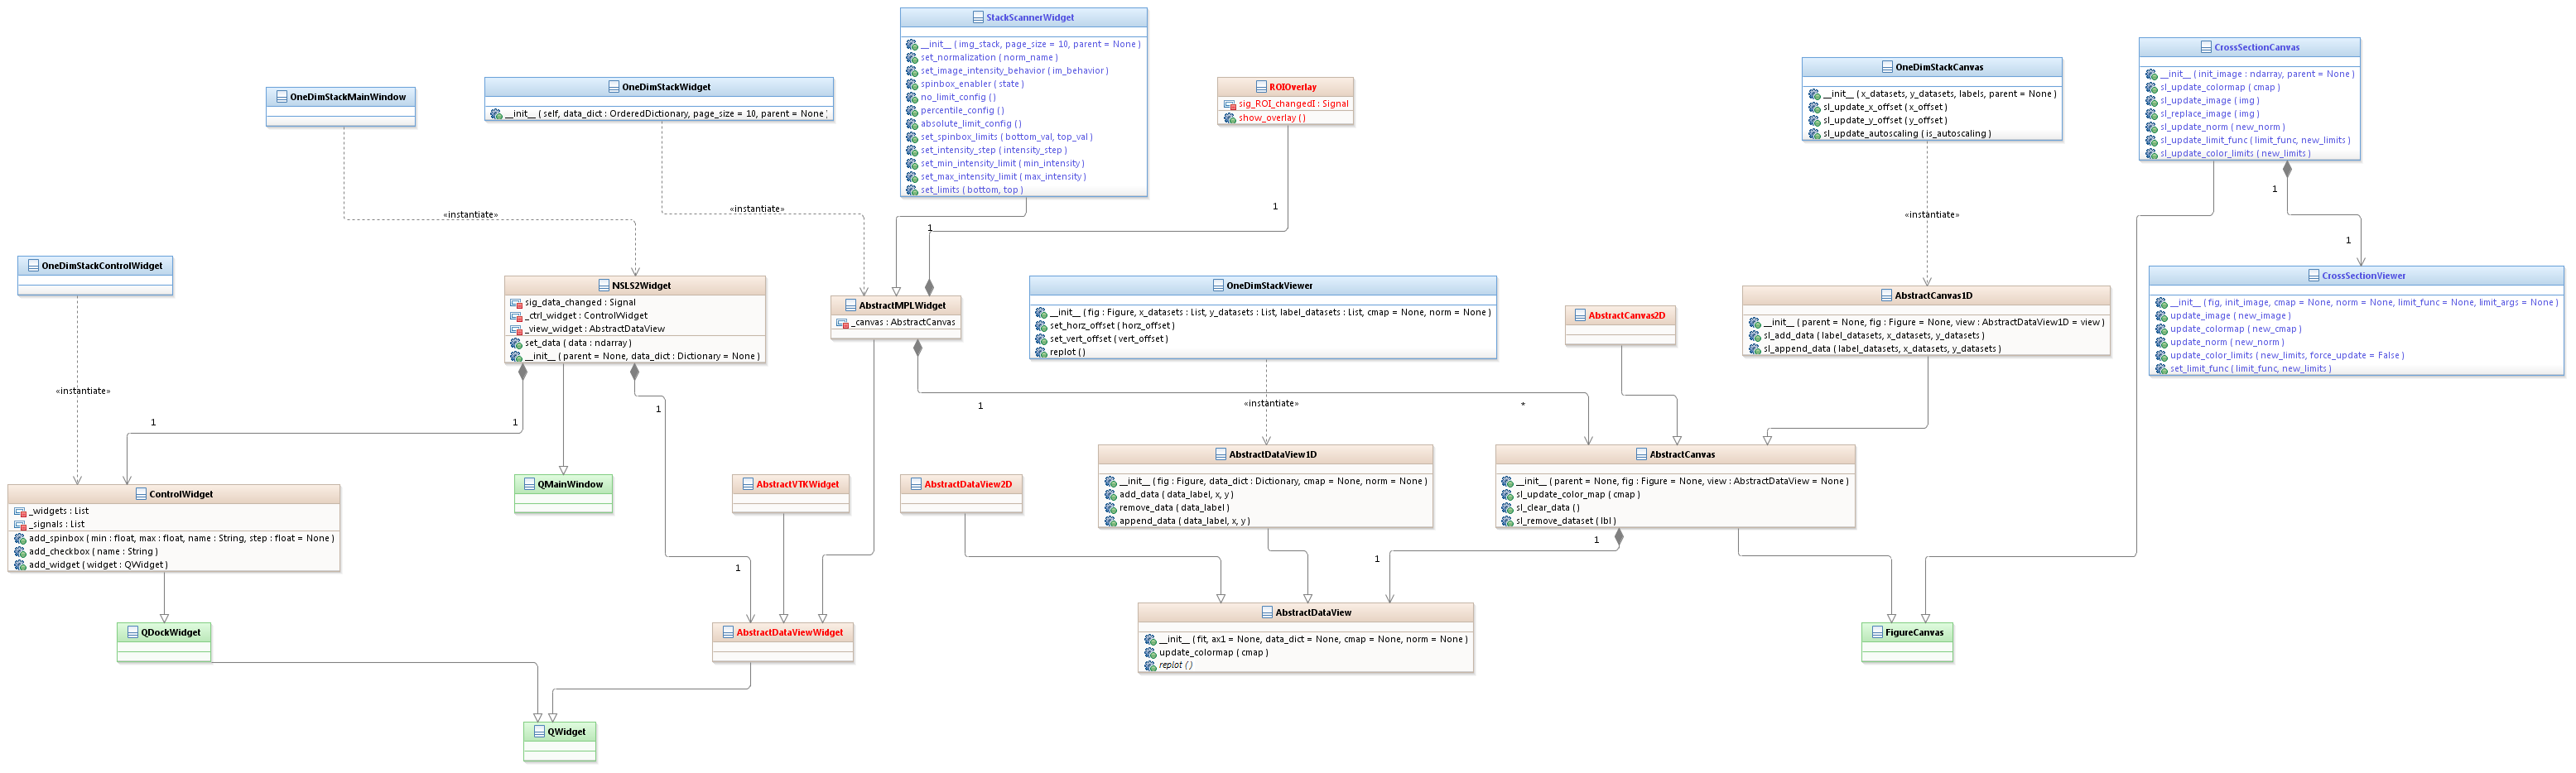 StackScannerWidget
__init__ ( img_stack, page_size = 10, parent = None )
set_normalization ( norm_name )
set_image_intensity_behavior ( im_behavior )
spinbox_enabler ( state )
no_limit_config ( )
percentile_config ( )
absolute_limit_config ( )
set_spinbox_limits ( bottom_val, top_val )
set_intensity_step ( intensity_step )
set_min_intensity_limit ( min_intensity )
set_max_intensity_limit ( max_intensity )
set_limits ( bottom, top )
CrossSectionCanvas
__init__ ( init_image : ndarray, parent = None )
sl_update_colormap ( cmap )
sl_update_image ( img )
sl_replace_image ( img )
sl_update_norm ( new_norm )
sl_update_limit_func ( limit_func, new_limits )
sl_update_color_limits ( new_limits )
OneDimStackCanvas
__init__ ( x_datasets, y_datasets, labels, parent = None )
sl_update_x_offset ( x_offset )
sl_update_y_offset ( y_offset )
sl_update_autoscaling ( is_autoscaling )
OneDimStackMainWindow
OneDimStackWidget
__init__ ( self, data_dict : OrderedDictionary, page_size = 10, parent = None )
ROIOverlay
sig_ROI_changedI : Signal
show_overlay ( )
1
1
1
«instantiate»
«instantiate»
«instantiate»
1
OneDimStackControlWidget
NSLS2Widget
sig_data_changed : Signal
_ctrl_widget : ControlWidget
_view_widget : AbstractDataView
set_data ( data : ndarray )
__init__ ( parent = None, data_dict : Dictionary = None )
AbstractMPLWidget
_canvas : AbstractCanvas
OneDimStackViewer
__init__ ( fig : Figure, x_datasets : List, y_datasets : List, label_datasets : List, cmap = None, norm = None )
set_horz_offset ( horz_offset )
set_vert_offset ( vert_offset )
replot ( )
AbstractCanvas2D
AbstractCanvas1D
__init__ ( parent = None, fig : Figure = None, view : AbstractDataView1D = view )
sl_add_data ( label_datasets, x_datasets, y_datasets )
sl_append_data ( label_datasets, x_datasets, y_datasets )
CrossSectionViewer
__init__ ( fig, init_image, cmap = None, norm = None, limit_func = None, limit_args = None )
update_image ( new_image )
update_colormap ( new_cmap )
update_norm ( new_norm )
update_color_limits ( new_limits, force_update = False )
set_limit_func ( limit_func, new_limits )
«instantiate»
1
1
1
1
«instantiate»
*
ControlWidget
_widgets : List
_signals : List
add_spinbox ( min : float, max : float, name : String, step : float = None )
add_checkbox ( name : String )
add_widget ( widget : QWidget )
QMainWindow
AbstractVTKWidget
AbstractDataView2D
AbstractDataView1D
__init__ ( fig : Figure, data_dict : Dictionary, cmap = None, norm = None )
add_data ( data_label, x, y )
remove_data ( data_label )
append_data ( data_label, x, y )
AbstractCanvas
__init__ ( parent = None, fig : Figure = None, view : AbstractDataView = None )
sl_update_color_map ( cmap )
sl_clear_data ( )
sl_remove_dataset ( lbl )
1
1
1
QDockWidget
AbstractDataViewWidget
AbstractDataView
__init__ ( fit, ax1 = None, data_dict = None, cmap = None, norm = None )
update_colormap ( cmap )
replot ( )
FigureCanvas
QWidget